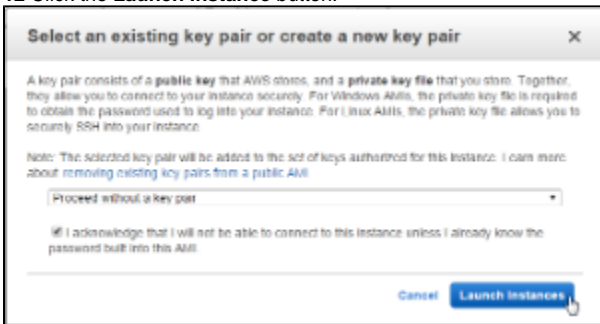 12 Click the Launch Instance button.
Select an existing key pair or create a new key pair ×
A key pair consists of a public key that AWS stores, and a private key file that you store. Together,
they allow you to connect to your instance securely. For Windows AMIs, the private key file is required
to obtain the password used to log into your instance. For Linux AMIs, the private key file allows you to
securely SSH into your instance.
Note: The selected key pair will be added to the set of keys authorized for this instance. Learn more
about removing existing key pairs from a public AMI.
Proceed without a key pair
I acknowledge that I will not be able to connect to this instance unless I already know the
password built into this AMI.
Cancel Launch Instances